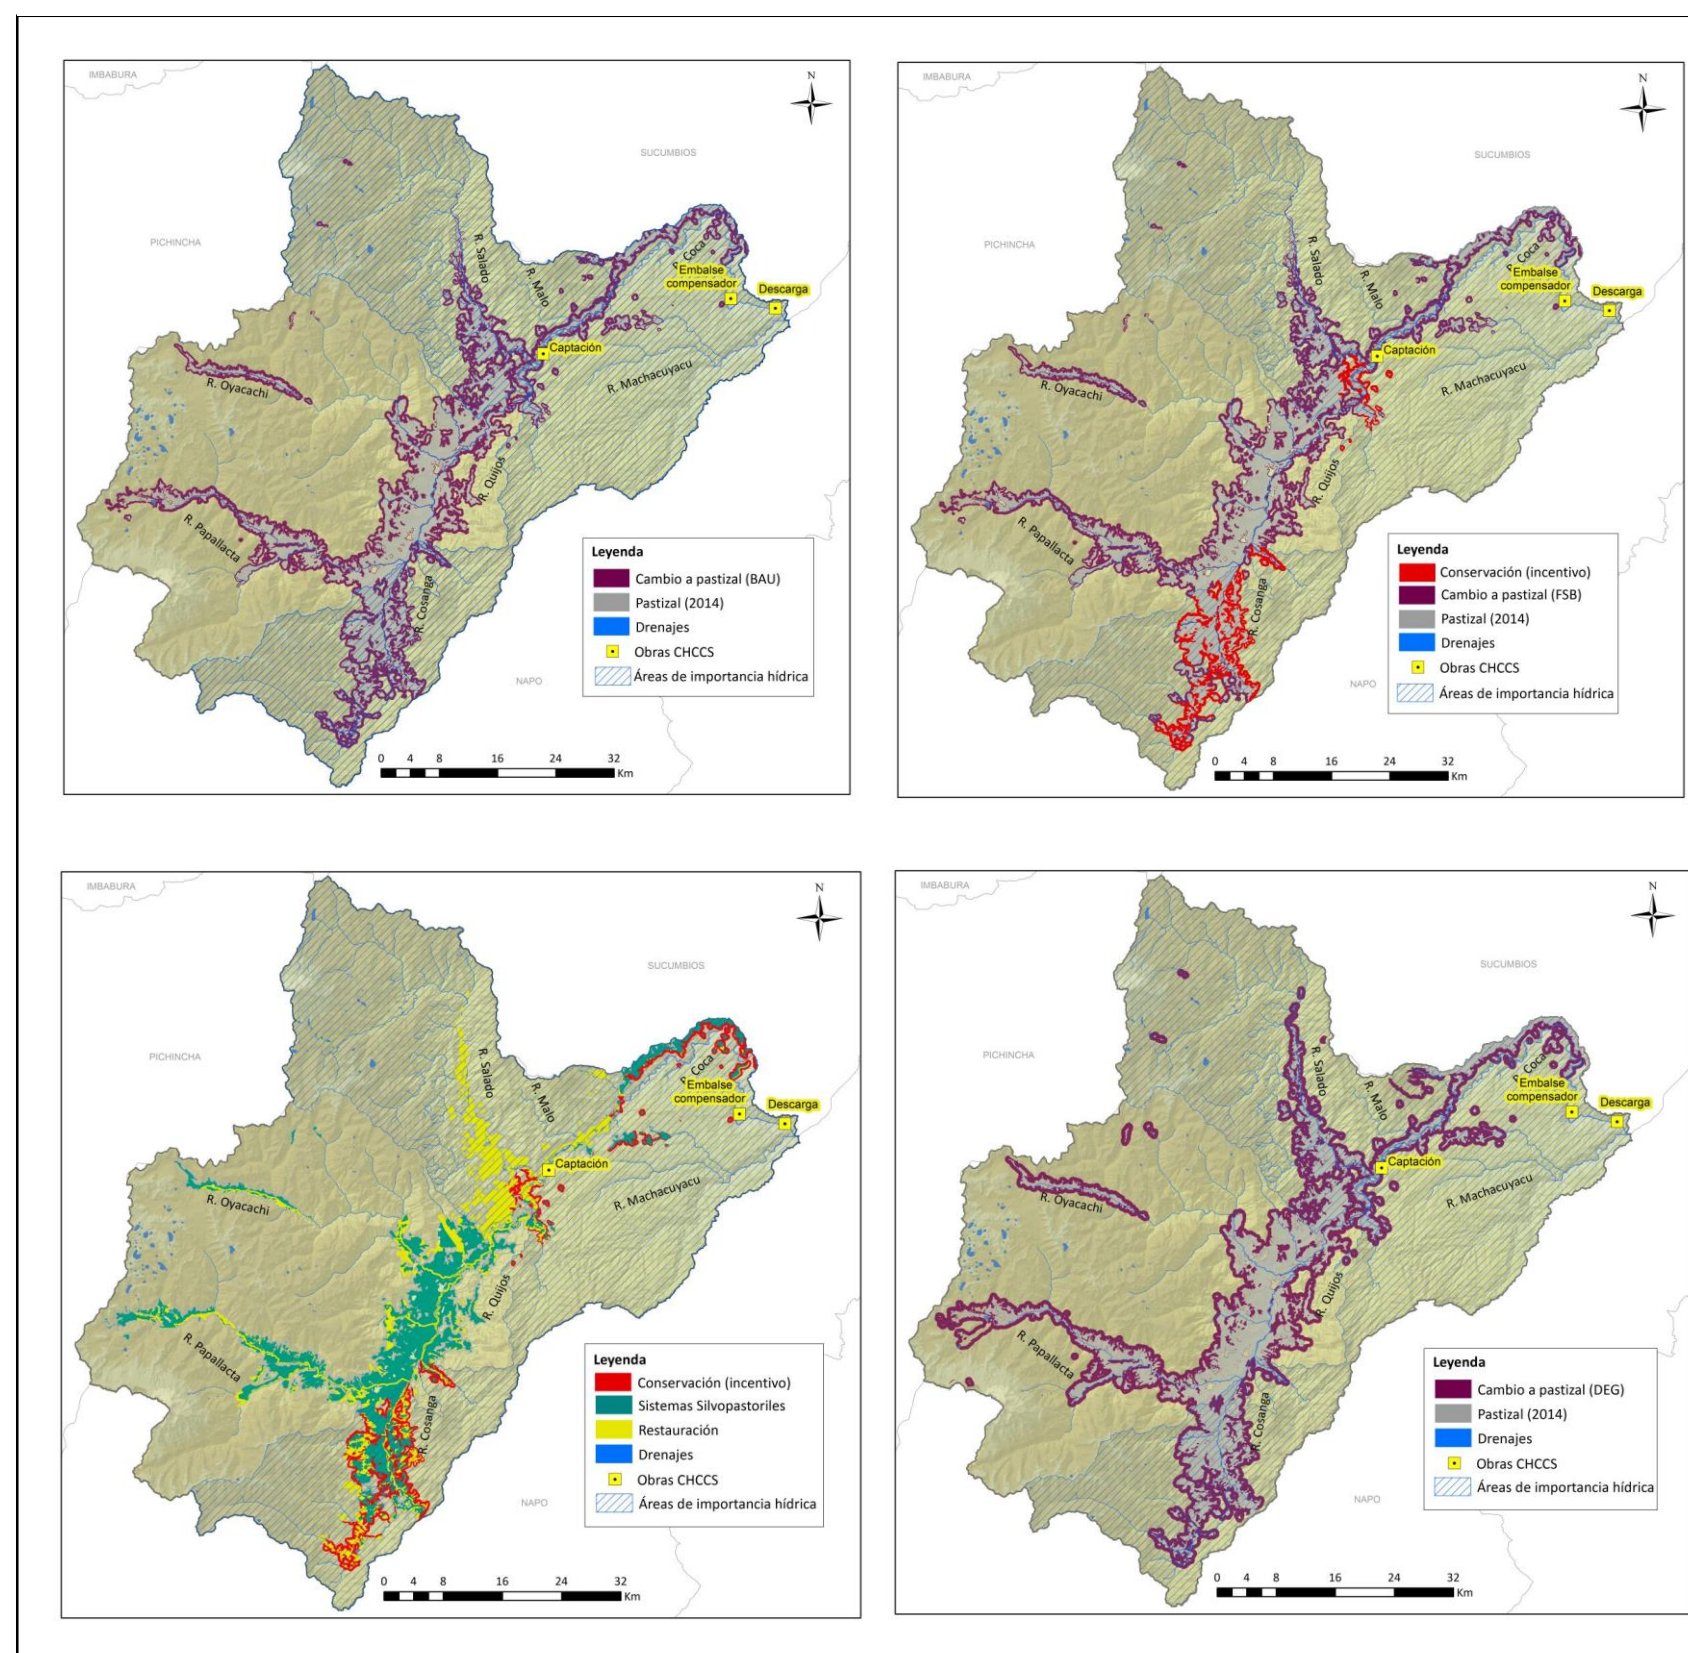 IMBABURA
N
SUCUMBIOS
PICHINCHA
R. Salado
R. Malo
R. Coca
Embalse
compensador
Descarga
Captación
R. Oyacachi
R. Machacuyacu
R. Quijos
R. Papallacta
R. Cosanga
NAPO
Leyenda
Cambio a pastizal (BAU)
Pastizal (2014)
Drenajes
Obras CHCCS
Áreas de importancia hídrica
0 4 8 16 24 32
Km
IMBABURA
N
SUCUMBIOS
PICHINCHA
R. Salado
R. Malo
R. Coca
Embalse
compensador
Descarga
Captación
R. Oyacachi
R. Machacuyacu
R. Quijos
R. Papallacta
R. Cosanga
NAPO
Leyenda
Conservación (incentivo)
Cambio a pastizal (FSB)
Pastizal (2014)
Drenajes
Obras CHCCS
Áreas de importancia hídrica
0 4 8 16 24 32
Km
IMBABURA
N
SUCUMBIOS
PICHINCHA
R. Salado
R. Malo
R. Coca
Embalse
compensador
Descarga
Captación
R. Oyacachi
R. Machacuyacu
R. Quijos
R. Papallacta
R. Cosanga
NAPO
Leyenda
Conservación (incentivo)
Sistemas Silvopastoriles
Restauración
Drenajes
Obras CHCCS
Áreas de importancia hídrica
0 4 8 16 24 32
Km
IMBABURA
N
SUCUMBIOS
PICHINCHA
R. Salado
R. Malo
R. Coca
Embalse
compensador
Descarga
Captación
R. Oyacachi
R. Machacuyacu
R. Quijos
R. Papallacta
R. Cosanga
NAPO
Leyenda
Cambio a pastizal (DEG)
Pastizal (2014)
Drenajes
Obras CHCCS
Áreas de importancia hídrica
0 4 8 16 24 32
Km